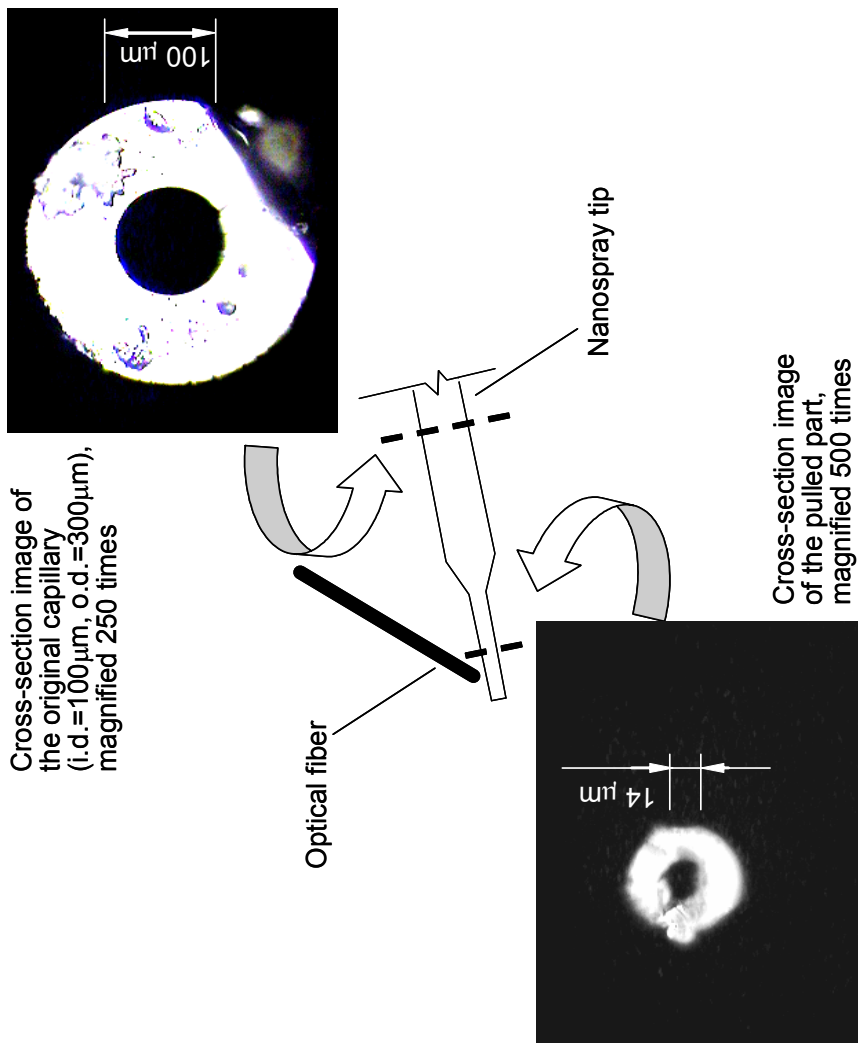 Cross-section image of
the original capillary
(i.d.=100μm, o.d.=300μm),
magnified 250 times
100 μm
Optical fiber
Nanospray tip
Cross-section image
of the pulled part,
magnified 500 times
14 μm